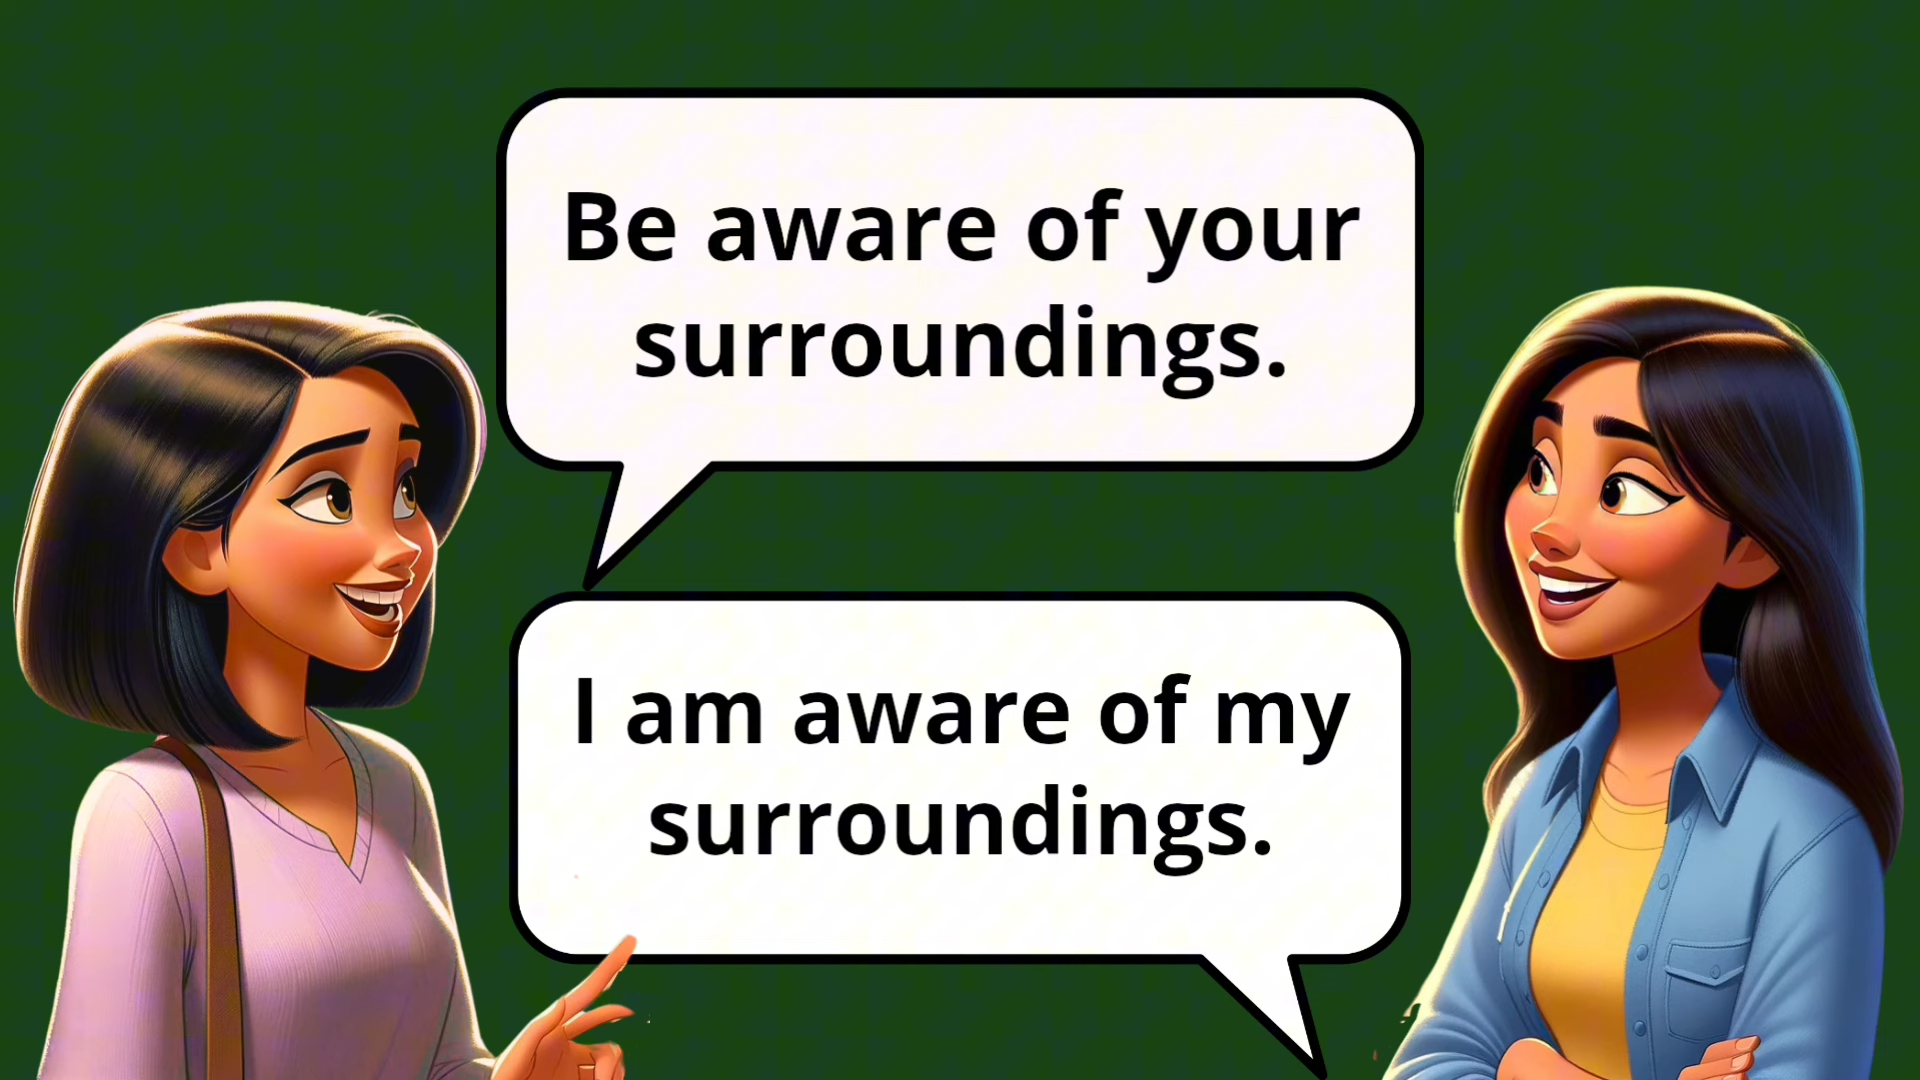 Be aware of your
surroundings.
I am aware of my
surroundings.